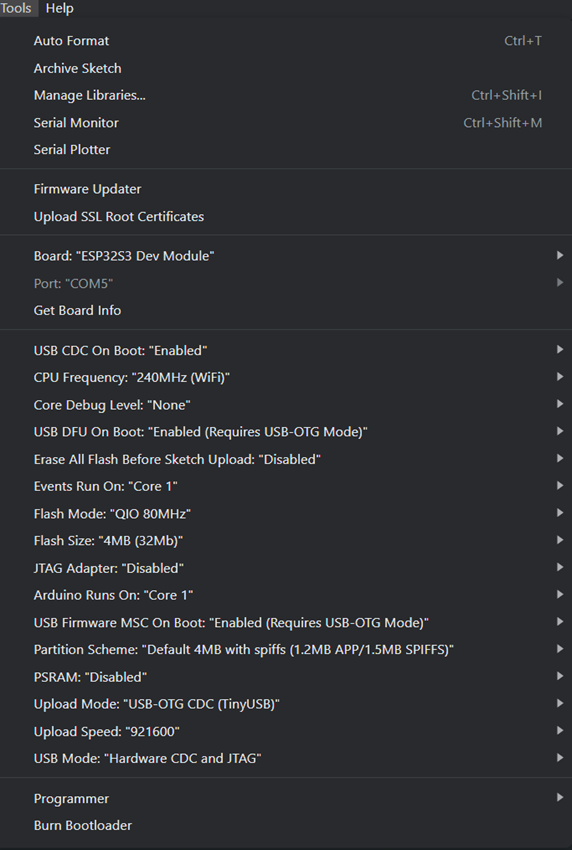 Tools Help
Auto Format Ctrl+T
Archive Sketch
Manage Libraries... Ctrl+Shift+I
Serial Monitor Ctrl+Shift+M
Serial Plotter
Firmware Updater
Upload SSL Root Certificates
Board: "ESP32S3 Dev Module"
Port: "COM5"
Get Board Info
USB CDC On Boot: "Enabled"
CPU Frequency: "240MHz (WiFi)"
Core Debug Level: "None"
USB DFU On Boot: "Enabled (Requires USB-OTG Mode)"
Erase All Flash Before Sketch Upload: "Disabled"
Events Run On: "Core 1"
Flash Mode: "QIO 80MHz"
Flash Size: "4MB (32Mb)"
JTAG Adapter: "Disabled"
Arduino Runs On: "Core 1"
USB Firmware MSC On Boot: "Enabled (Requires USB-OTG Mode)"
Partition Scheme: "Default 4MB with spiffs (1.2MB APP/1.5MB SPIFFS)"
PSRAM: "Disabled"
Upload Mode: "USB-OTG CDC (TinyUSB)"
Upload Speed: "921600"
USB Mode: "Hardware CDC and JTAG"
Programmer
Burn Bootloader